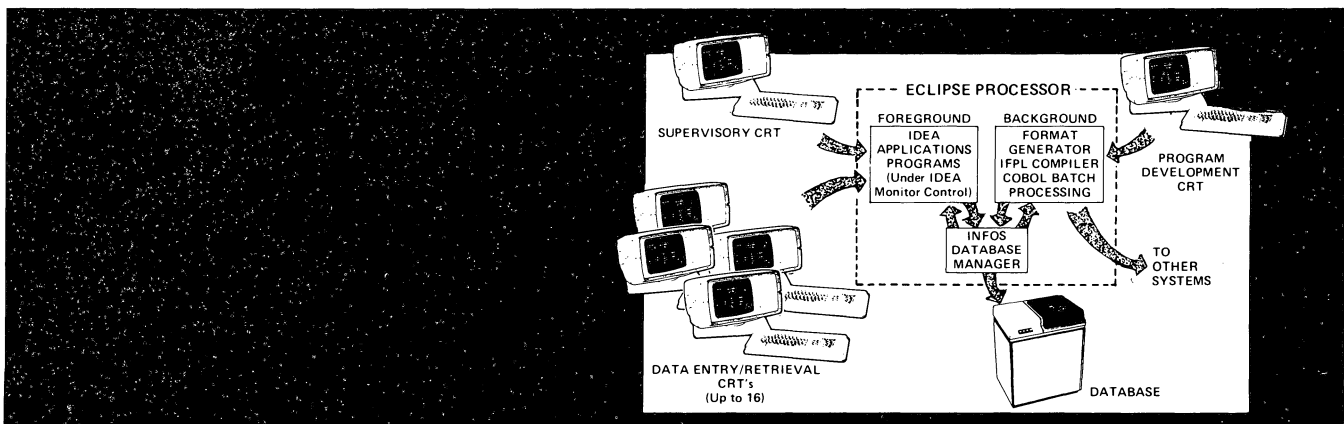 ECLIPSE PROCESSOR
SUPERVISORY CRT
FOREGROUND
IDEA
APPLICATIONS
PROGRAMS
(Under IDEA
Monitor Control)
BACKGROUND
FORMAT
GENERATOR
IFPL COMPILER
COBOL BATCH
PROCESSING
PROGRAM
DEVELOPMENT
CRT
INFOS
DATABASE
MANAGER
TO
OTHER
SYSTEMS
DATA ENTRY/RETRIEVAL
CRT's
(Up to 16)
DATABASE